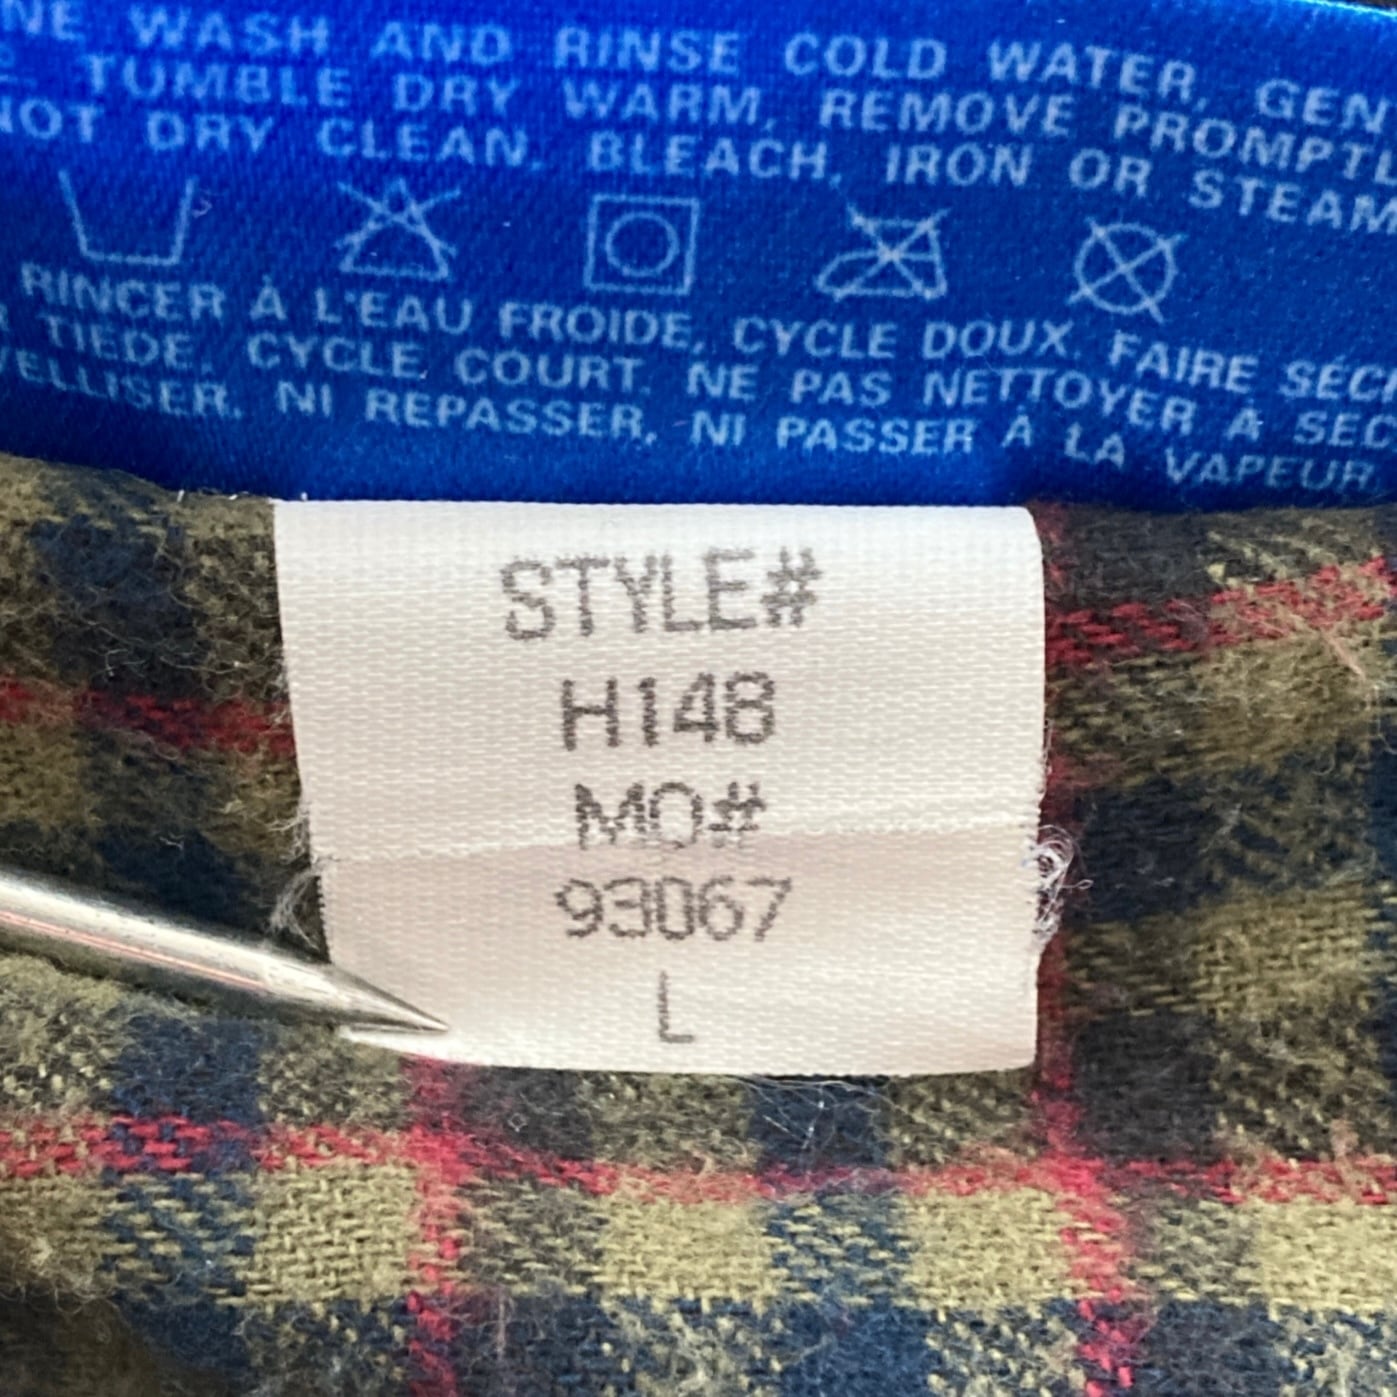 WASH AND RINSE COLD WATER, GEN
TUMBLE DRY WARM, REMOVE PROMPTL
NOT DRY CLEAN, BLEACH, IRON OR STEAM
RINCER À L'EAU FROIDE, CYCLE DOUX. FAIRE SÉC
TIEDE, CYCLE COURT. NE PAS NETTOYER À SEC
VELLISER, NI REPASSER, NI PASSER À LA VAPEUR.
STYLE#
H148
MO#
93067
L